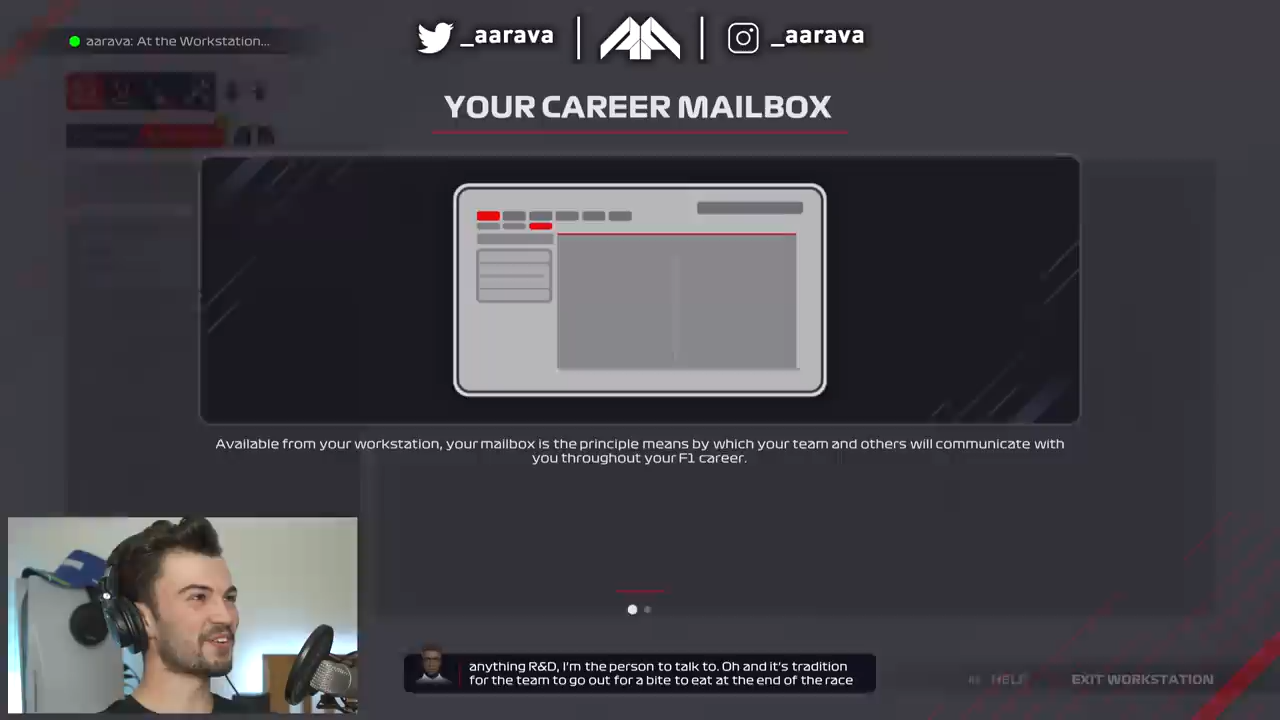 aarava: At the Workstation...
_aarava
_aarava
YOUR CAREER MAILBOX
Available from your workstation, your mailbox is the principle means by which your team and others will communicate with
you throughout your F1 career.
anything R&D, I'm the person to talk to. Oh and it's tradition
for the team to go out for a bite to eat at the end of the race
HELP
EXIT WORKSTATION